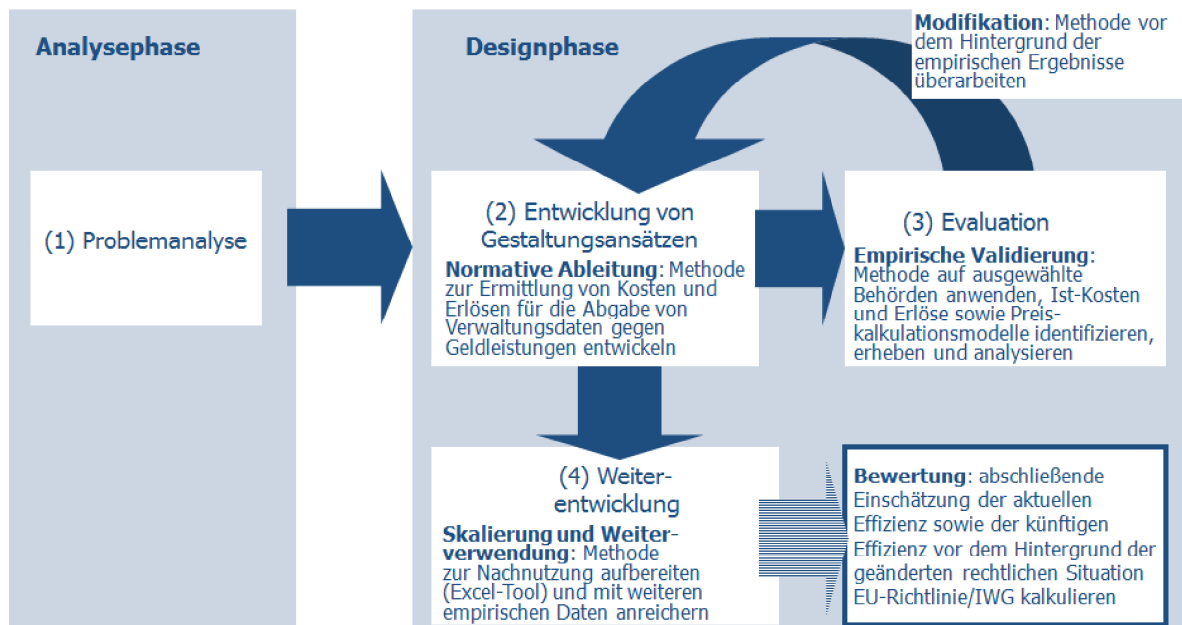 Analysephase
(1) Problemanalyse
Designphase
Modifikation: Methode vor
dem Hintergrund der
empirischen Ergebnisse
überarbeiten
(2) Entwicklung von
Gestaltungsansätzen
Normative Ableitung: Methode
zur Ermittlung von Kosten und
Erlösen für die Abgabe von
Verwaltungsdaten gegen
Geldleistungen entwickeln
(3) Evaluation
Empirische Validierung:
Methode auf ausgewählte
Behörden anwenden, Ist-Kosten
und Erlöse sowie Preis-
kalkulationsmodelle identifizieren,
erheben und analysieren
(4) Weiter-
entwicklung
Skalierung und Weiter-
verwendung: Methode
zur Nachnutzung aufbereiten
(Excel-Tool) und mit weiteren
empirischen Daten anreichern
Bewertung: abschließende
Einschätzung der aktuellen
Effizienz sowie der künftigen
Effizienz vor dem Hintergrund der
geänderten rechtlichen Situation
EU-Richtlinie/IWG kalkulieren